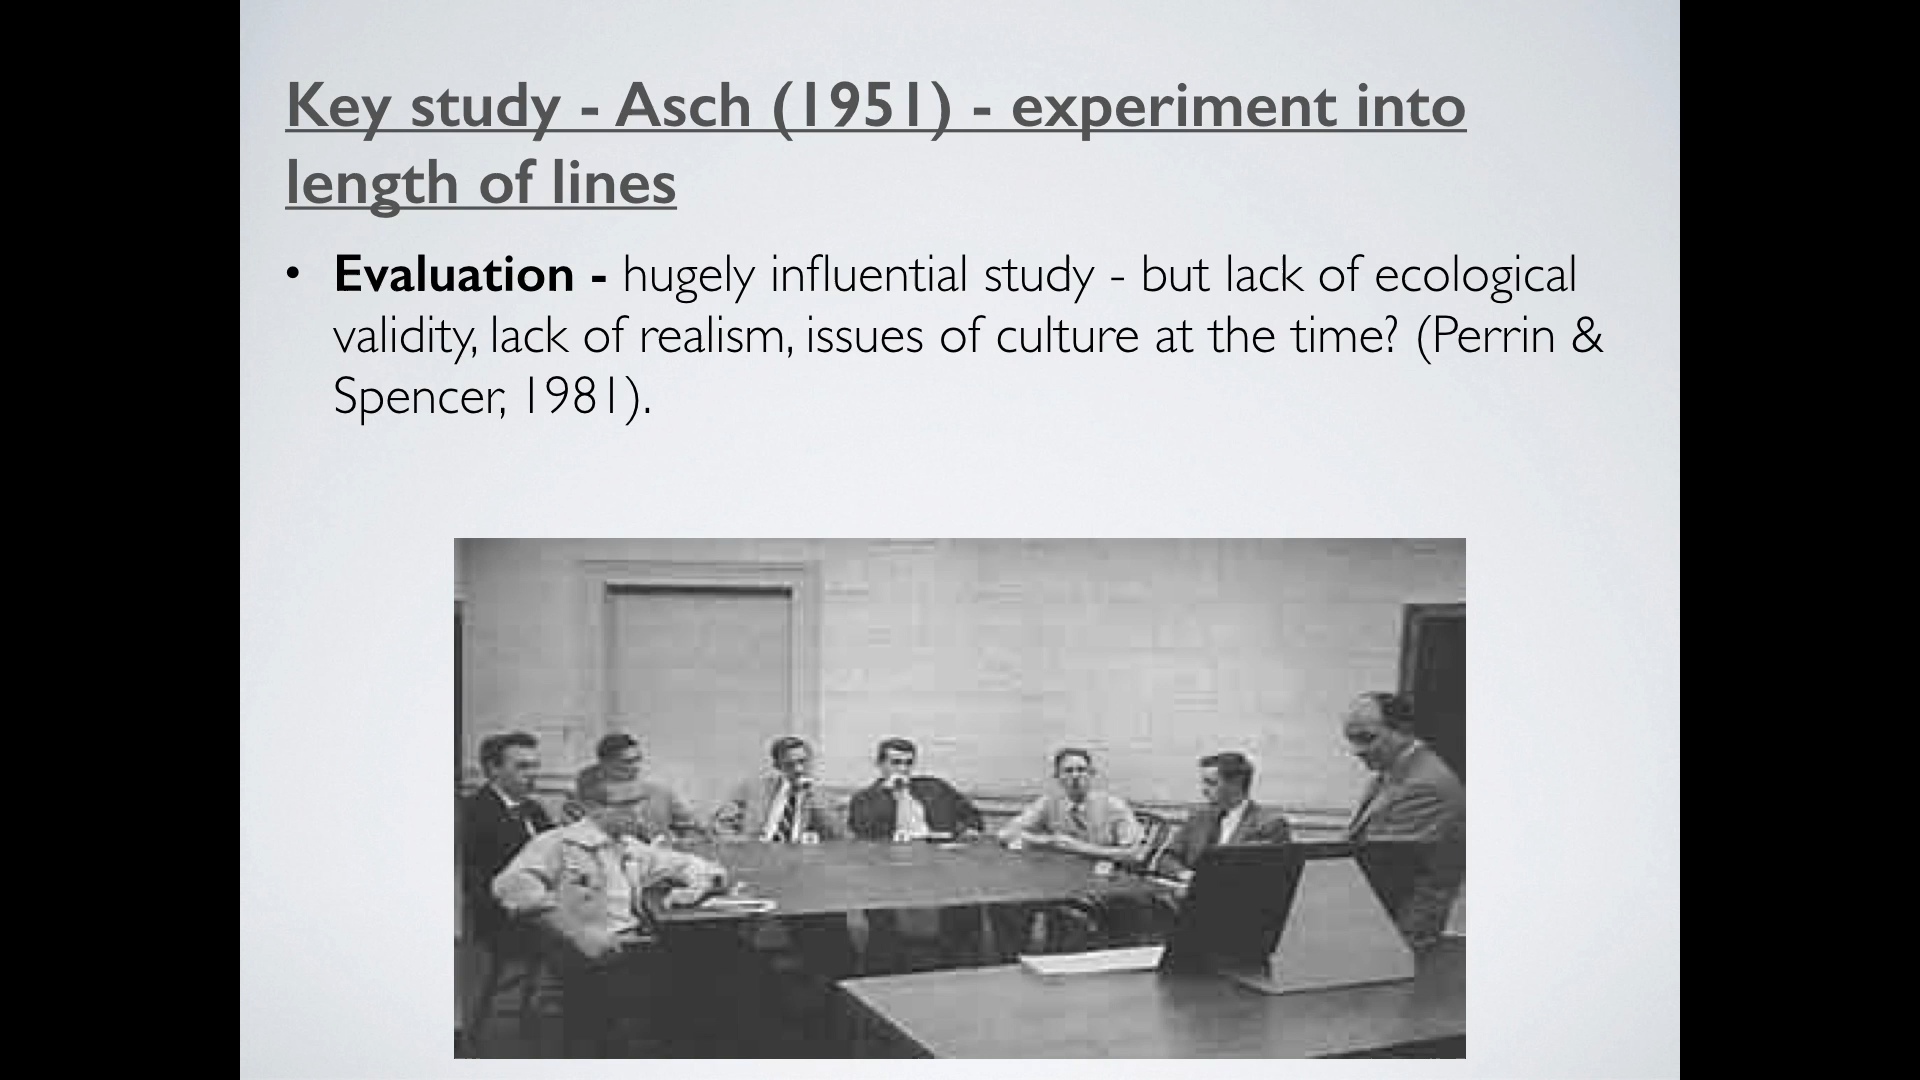 Key study - Asch (1951) - experiment into
length of lines
• Evaluation - hugely influential study - but lack of ecological
validity, lack of realism, issues of culture at the time? (Perrin &
Spencer, 1981).